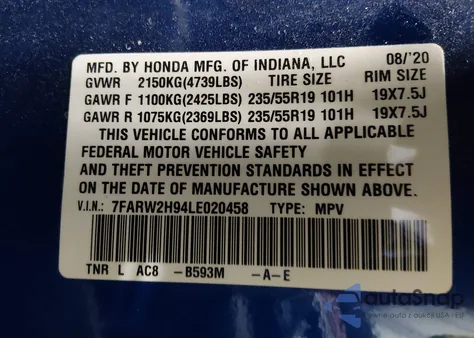 MFD. BY HONDA MFG. OF INDIANA, LLC 08/'20
GVWR 2150KG(4739LBS) TIRE SIZE RIM SIZE
GAWR F 1100KG(2425LBS) 235/55R19 101H 19X7.5J
GAWR R 1075KG(2369LBS) 235/55R19 101H 19X7.5J
THIS VEHICLE CONFORMS TO ALL APPLICABLE
FEDERAL MOTOR VEHICLE SAFETY
AND THEFT PREVENTION STANDARDS IN EFFECT
ON THE DATE OF MANUFACTURE SHOWN ABOVE.
V.I.N.: 7FARW2H94LE020458 TYPE: MPV
TNR L AC8 -B593M -A-E
autoSnap